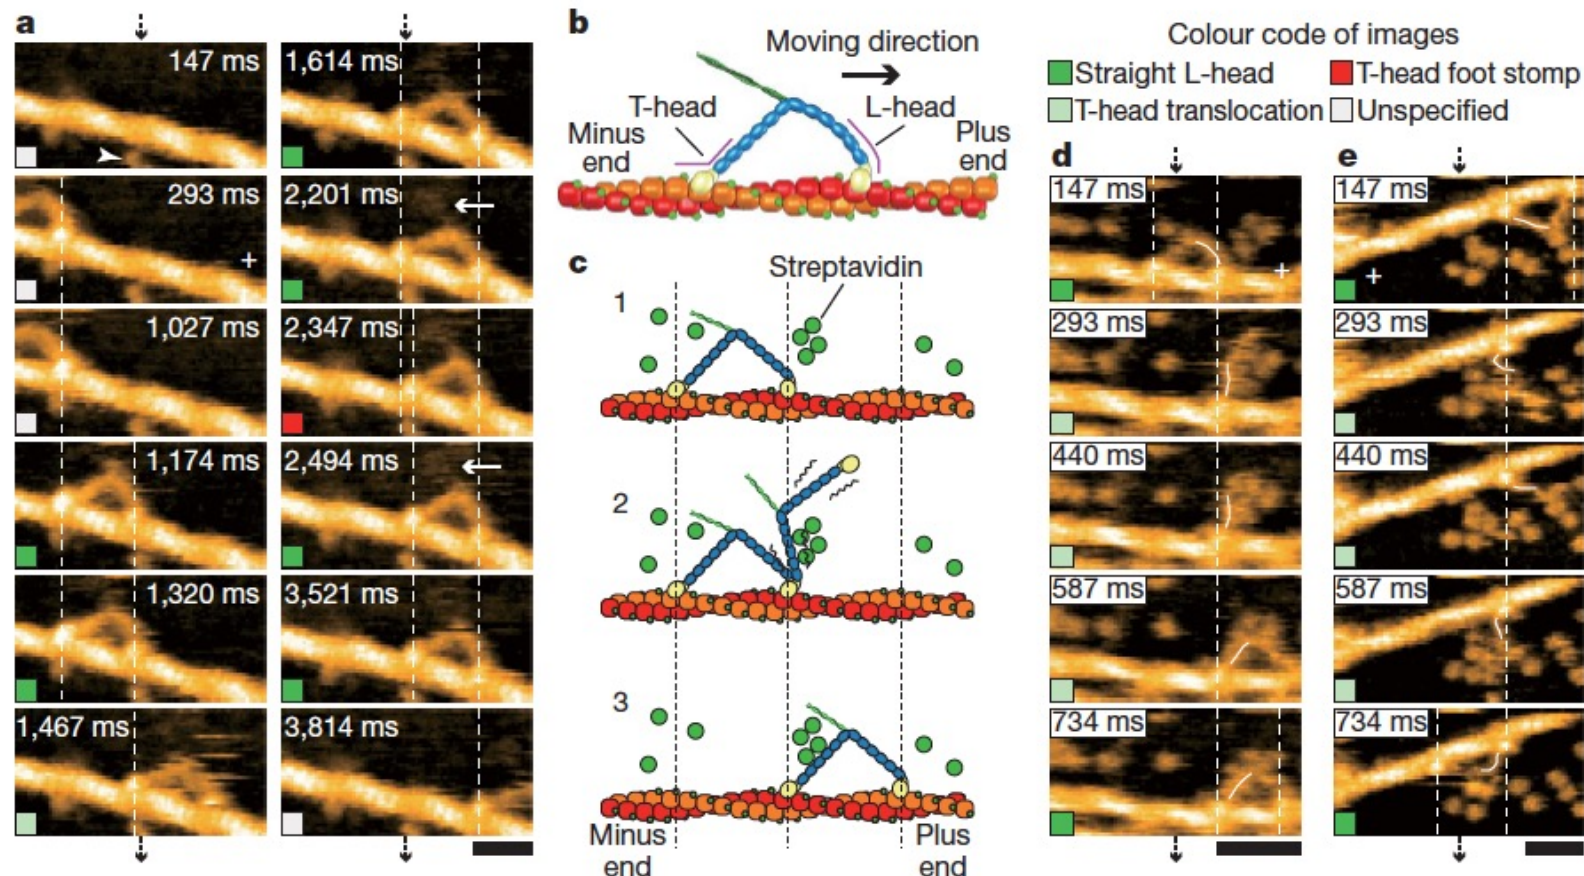 a
147 ms
293 ms
+
1,027 ms
1,174 ms
1,320 ms
1,467 ms
1,614 ms
2,201 ms
2,347 ms
2,494 ms
3,521 ms
3,814 ms
b
Moving direction
T-head
L-head
Minus
end
Plus
end
c
Streptavidin
1
2
3
Minus
end
Plus
end
Colour code of images
Straight L-head
T-head foot stomp
T-head translocation
Unspecified
d
147 ms
+
293 ms
440 ms
587 ms
734 ms
e
147 ms
+
293 ms
440 ms
587 ms
734 ms